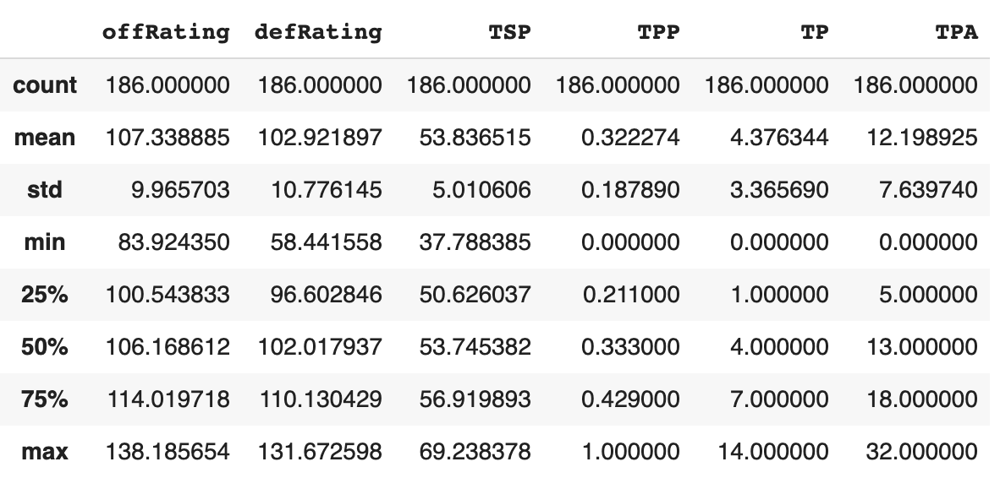 offRating defRating TSP TPP TP TPA
count 186.000000 186.000000 186.000000 186.000000 186.000000 186.000000
mean 107.338885 102.921897 53.836515 0.322274 4.376344 12.198925
std 9.965703 10.776145 5.010606 0.187890 3.365690 7.639740
min 83.924350 58.441558 37.788385 0.000000 0.000000 0.000000
25% 100.543833 96.602846 50.626037 0.211000 1.000000 5.000000
50% 106.168612 102.017937 53.745382 0.333000 4.000000 13.000000
75% 114.019718 110.130429 56.919893 0.429000 7.000000 18.000000
max 138.185654 131.672598 69.238378 1.000000 14.000000 32.000000